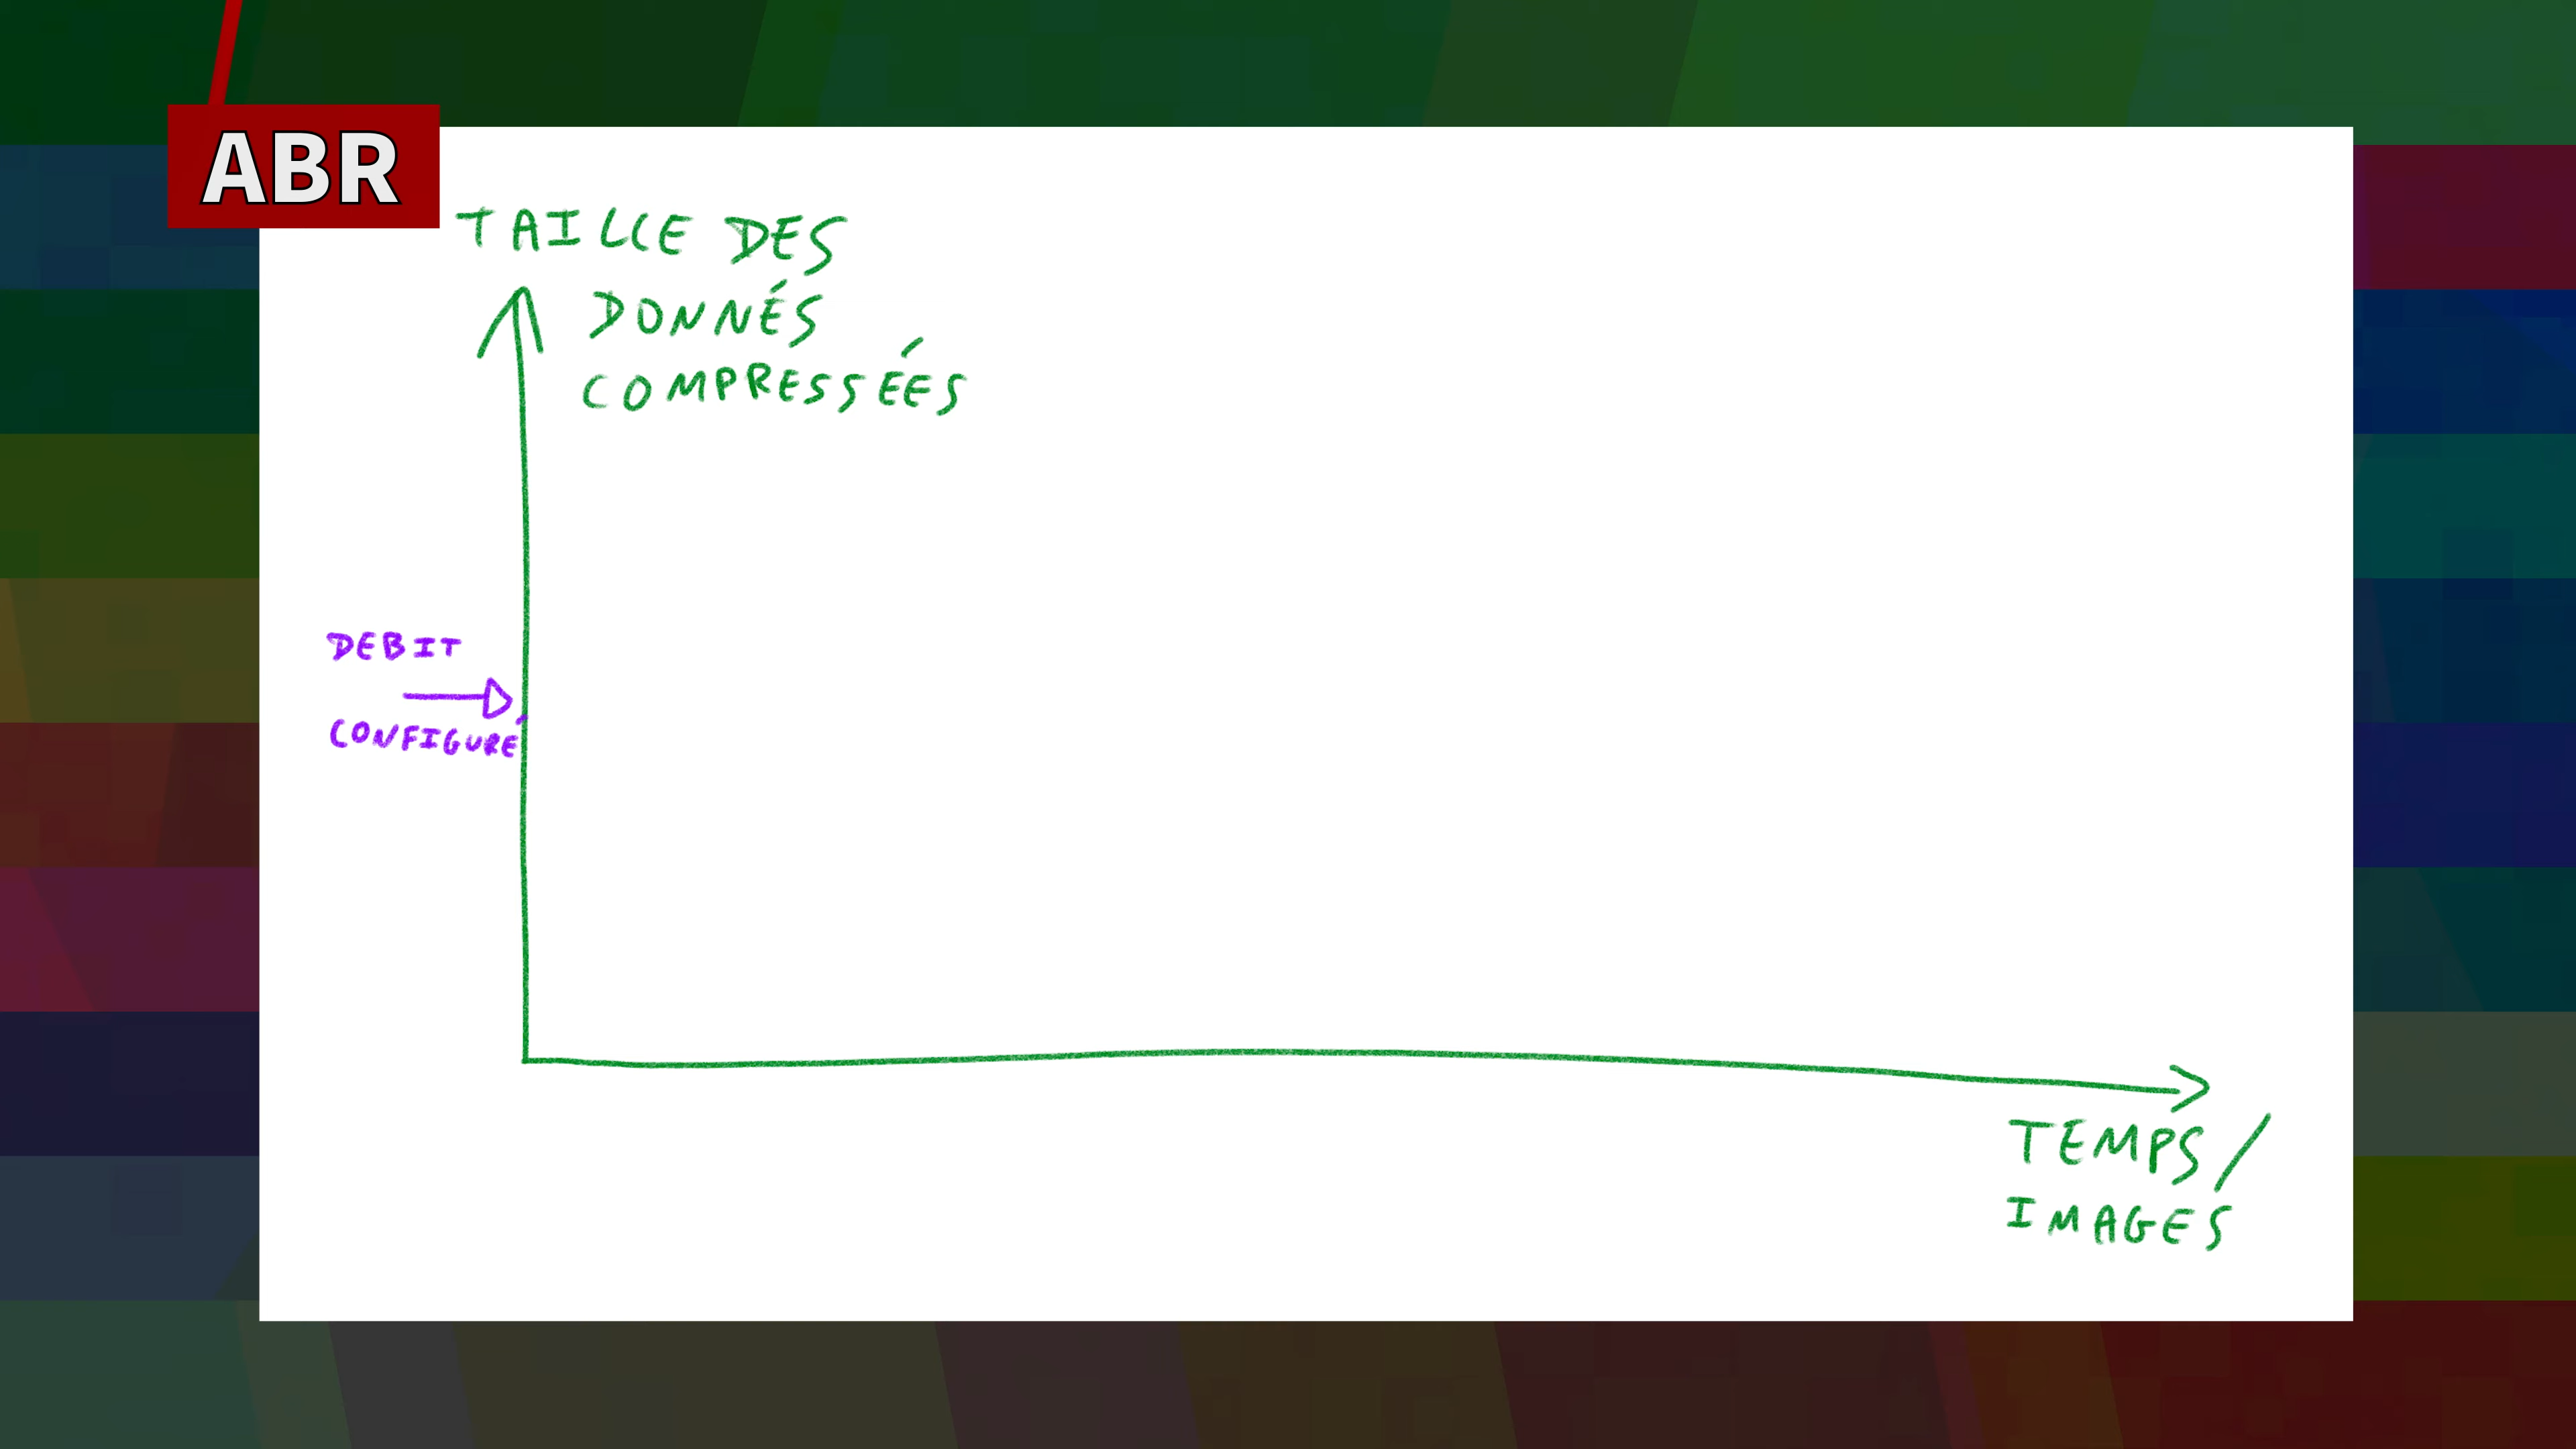 ABR
TAILLE DES
DONNÉS
COMPRESSÉES
DEBIT
CONFIGURÉ
TEMPS/
IMAGES